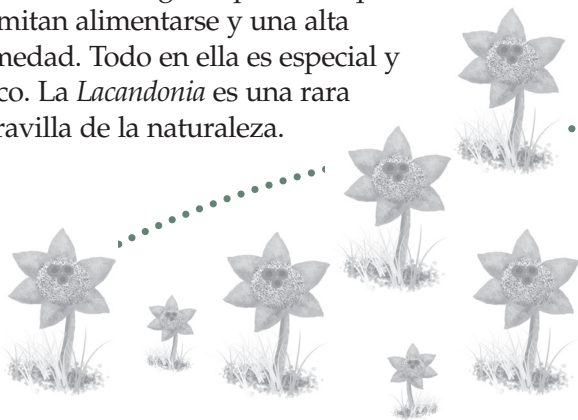 mitan alimentarse y una alta
medad. Todo en ella es especial y
co. La Lacandonia es una rara
ravilla de la naturaleza.